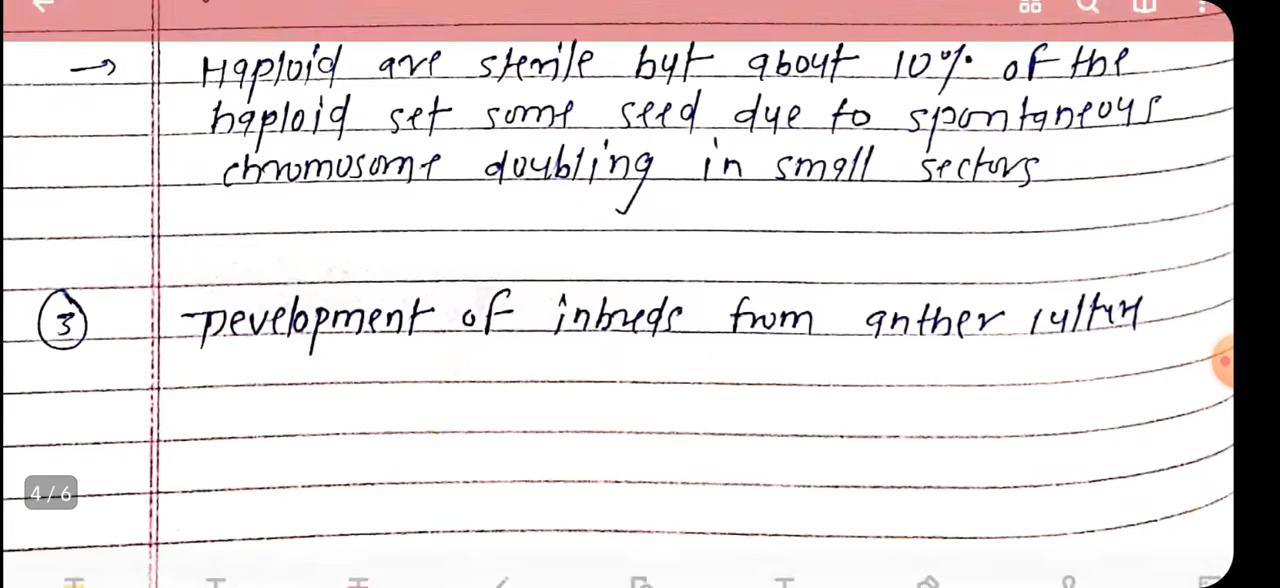 → Haploid are sterile but about 10% of the
haploid set some seed due to spontaneous
chromosome doubling in small sectors
3 Development of inbreds from anther culture
4 / 6